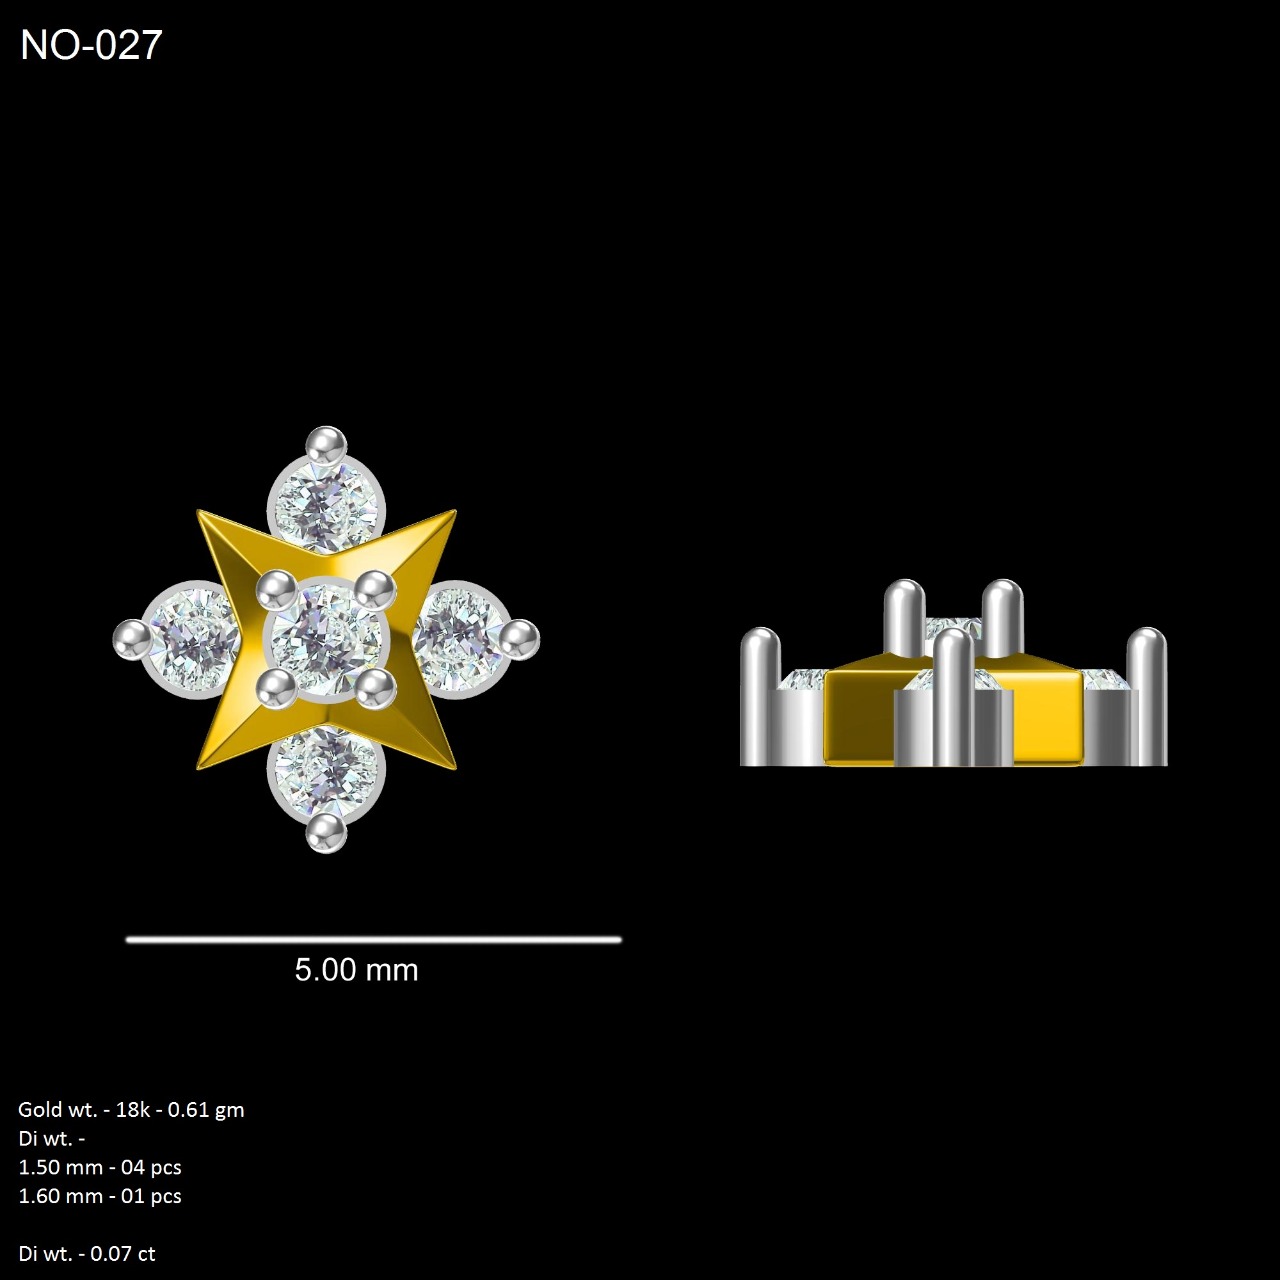 NO-027
5.00 mm
Gold wt. - 18k - 0.61 gm
Di wt. -
1.50 mm - 04 pcs
1.60 mm - 01 pcs
Di wt. - 0.07 ct